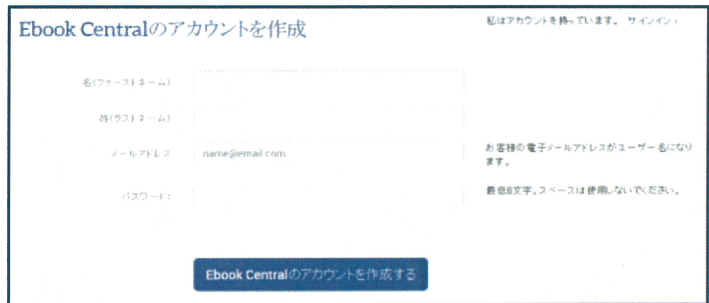 Ebook Centralのアカウントを作成
私はアカウントを持っています。 サインイン
名(ファーストネーム)
姓(ラストネーム)
メールアドレス
name@email.com
お客様の電子メールアドレスがユーザー名になり
ます。
パスワード:
最低8文字。スペースは使用しないでください。
Ebook Centralのアカウントを作成する